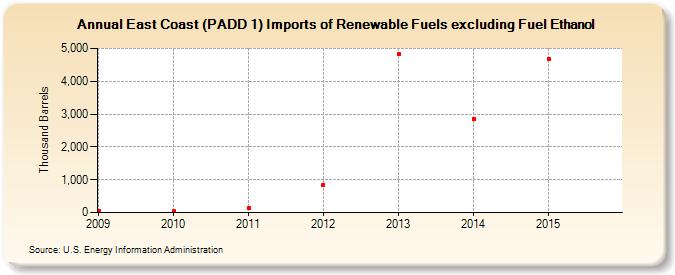 Annual East Coast (PADD 1) Imports of Renewable Fuels excluding Fuel Ethanol
Thousand Barrels
5,000
4,000
3,000
2,000
1,000
0
2009 2010 2011 2012 2013 2014 2015
Source: U.S. Energy Information Administration